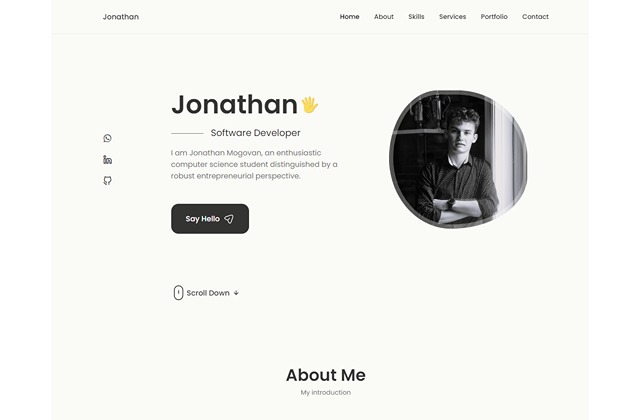 Jonathan
Home About Skills Services Portfolio Contact
Jonathan👋
Software Developer
I am Jonathan Mogovan, an enthusiastic
computer science student distinguished by a
robust entrepreneurial perspective.
Say Hello
Scroll Down ↓
About Me
My introduction